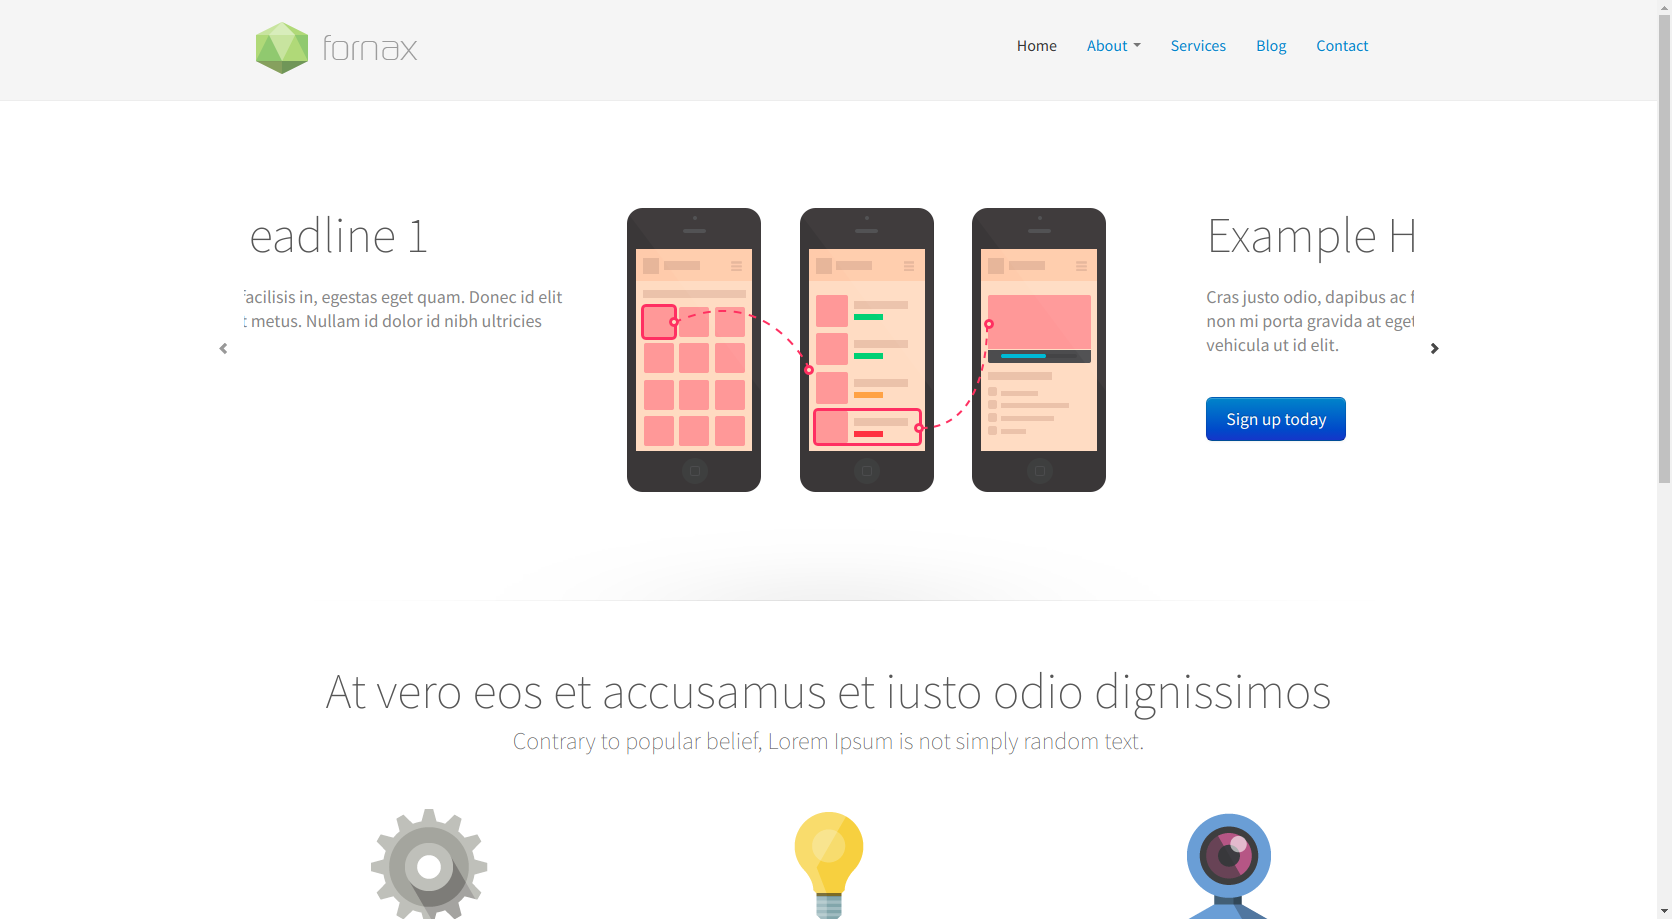 fornax
Home
About
Services
Blog
Contact
eadline 1
facilisis in, egestas eget quam. Donec id elit
t metus. Nullam id dolor id nibh ultricies
Example H
Cras justo odio, dapibus ac f
non mi porta gravida at eget
vehicula ut id elit.
Sign up today
At vero eos et accusamus et iusto odio dignissimos
Contrary to popular belief, Lorem Ipsum is not simply random text.